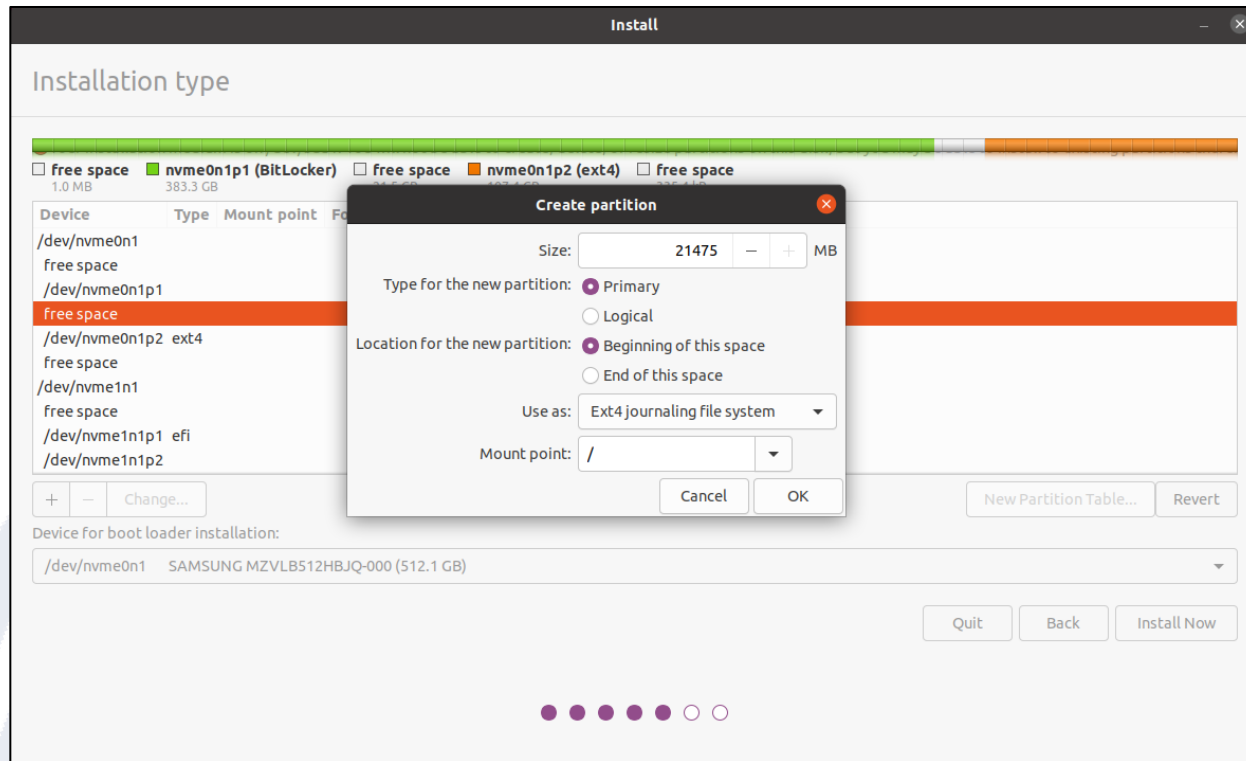 Install
Installation type
free space nvme0n1p1 (BitLocker) free space nvme0n1p2 (ext4) free space
1.0 MB 383.3 GB
Create partition
Device Type Mount point
Size: 21475 MB
/dev/nvme0n1
free space
Type for the new partition: Primary
/dev/nvme0n1p1
free space
Logical
/dev/nvme0n1p2 ext4
Location for the new partition: Beginning of this space
free space
End of this space
/dev/nvme1n1
free space
Use as: Ext4 journaling file system
/dev/nvme1n1p1 efi
Mount point: /
/dev/nvme1n1p2
Cancel OK
+ − Change...
New Partition Table... Revert
Device for boot loader installation:
/dev/nvme0n1 SAMSUNG MZVLB512HBJQ-000 (512.1 GB)
Quit Back Install Now